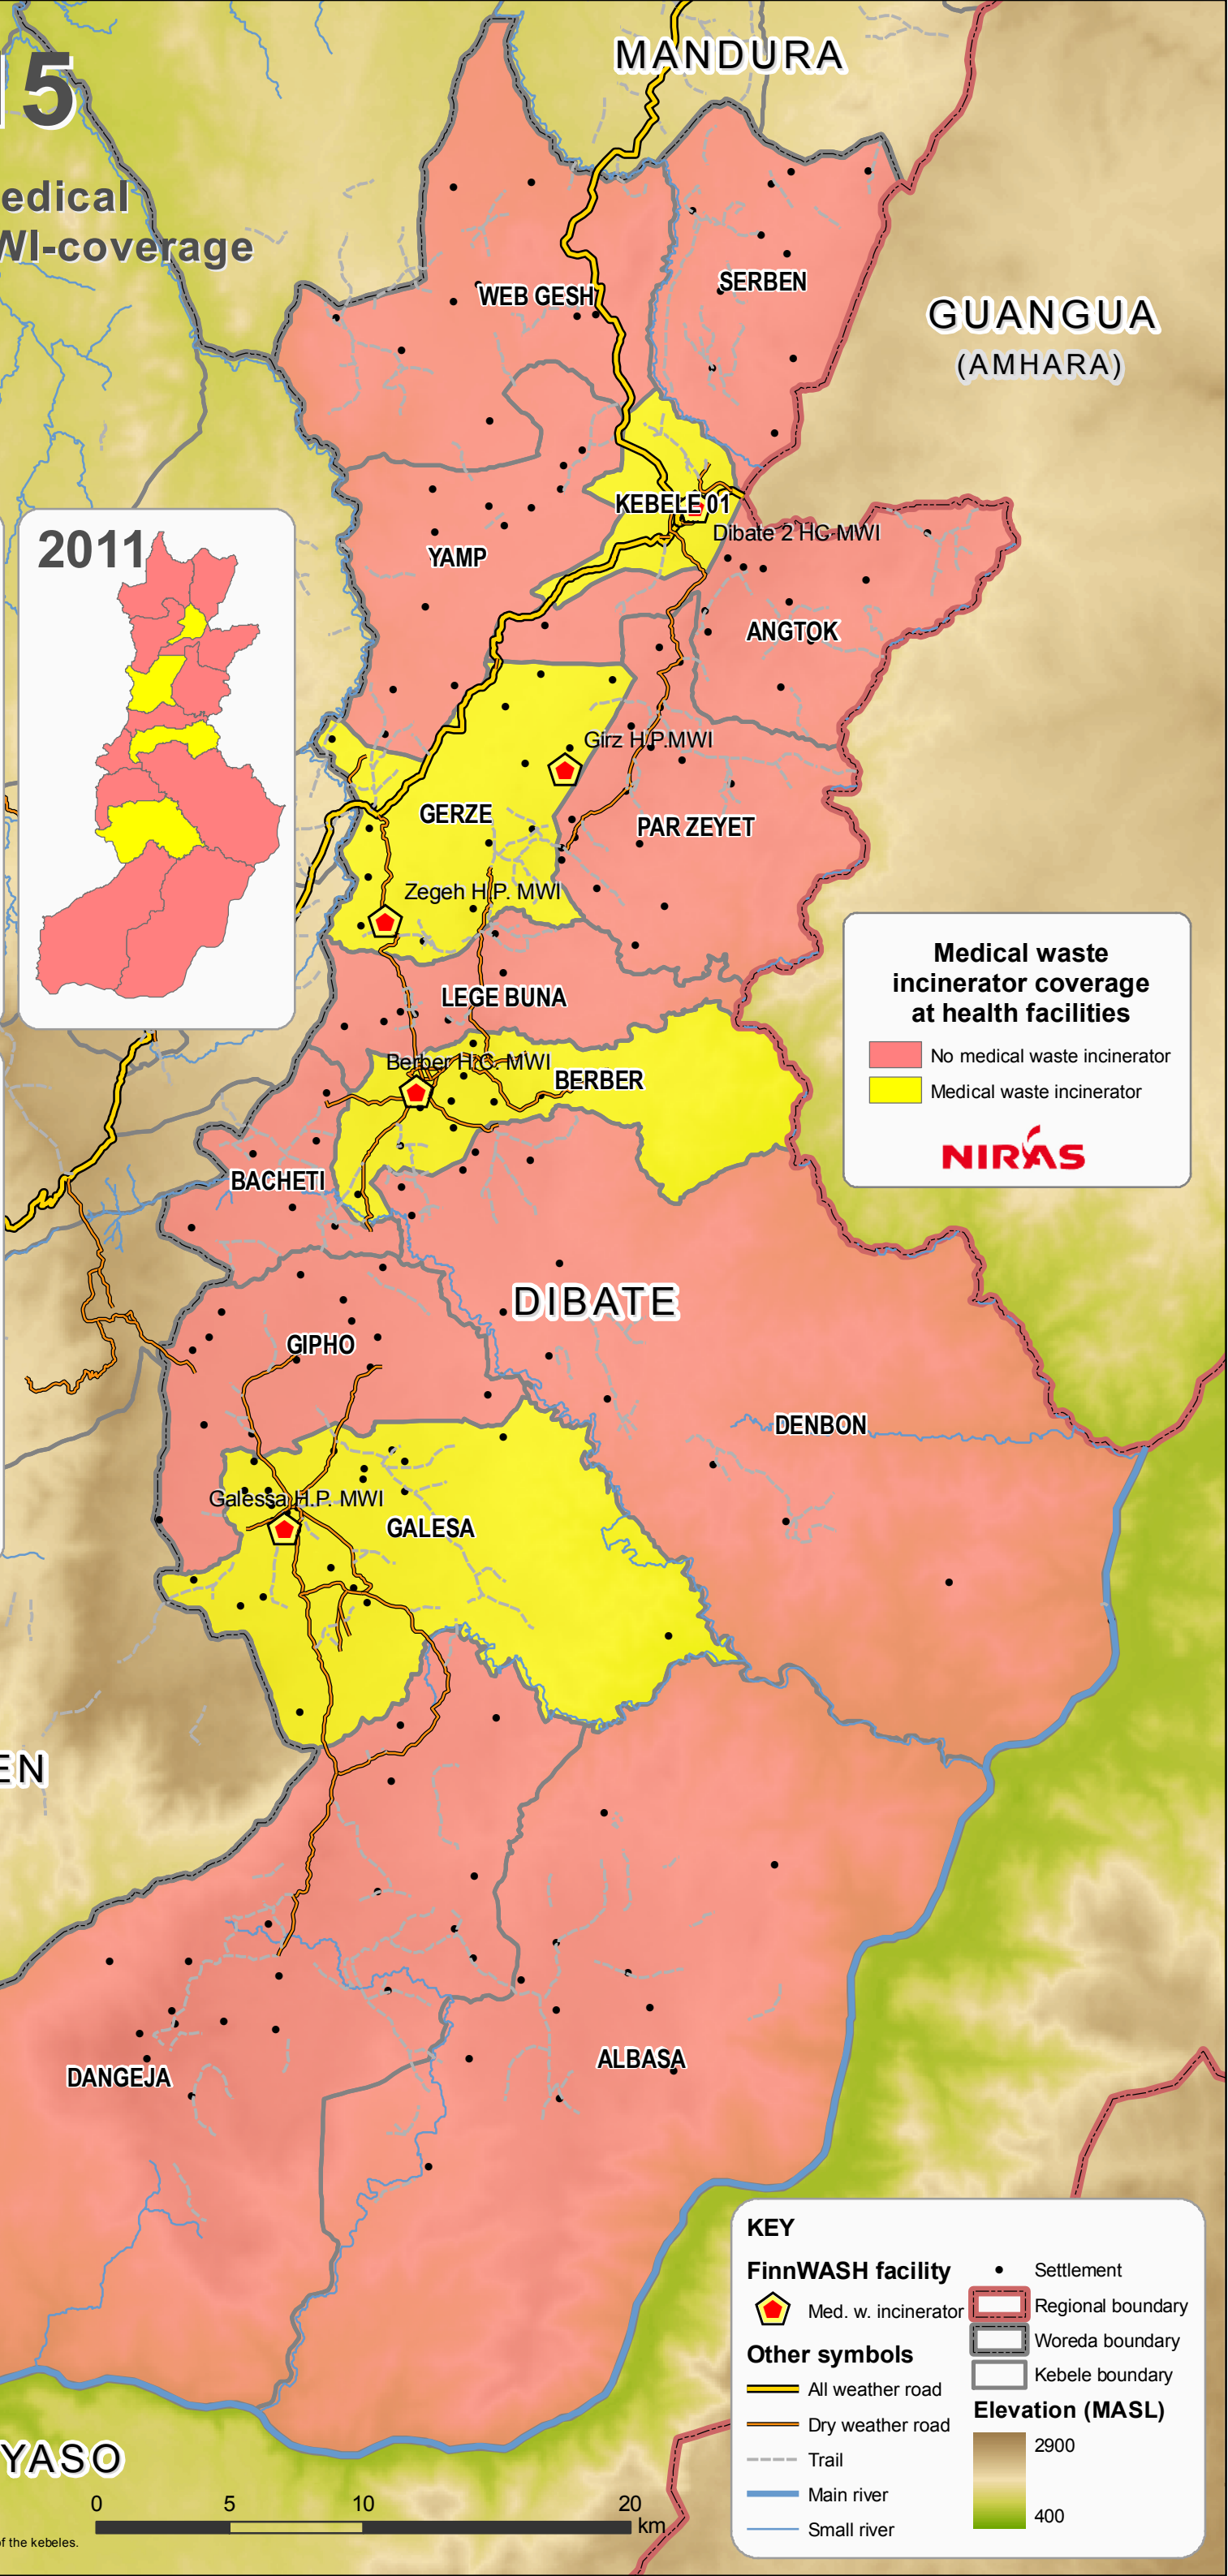 15
edical
WI-coverage
MANDURA
WEB GESH
SERBEN
GUANGUA
(AMHARA)
KEBELE 01
Dibate 2 HC MWI
2011
YAMP
ANGTOK
Girz H.P.MWI
GERZE
PAR ZEYET
Zegeh H.P. MWI
LEGE BUNA
Berber H.C. MWI
BERBER
Medical waste
incinerator coverage
at health facilities
No medical waste incinerator
Medical waste incinerator
NIRAS
BACHETI
DIBATE
GIPHO
DENBON
Galessa H.P. MWI
GALESA
EN
DANGEJA
ALBASA
YASO
0 5 10 20
km
of the kebeles.
KEY
FinnWASH facility
Med. w. incinerator
Other symbols
All weather road
Dry weather road
Trail
Main river
Small river
Settlement
Regional boundary
Woreda boundary
Kebele boundary
Elevation (MASL)
2900
400